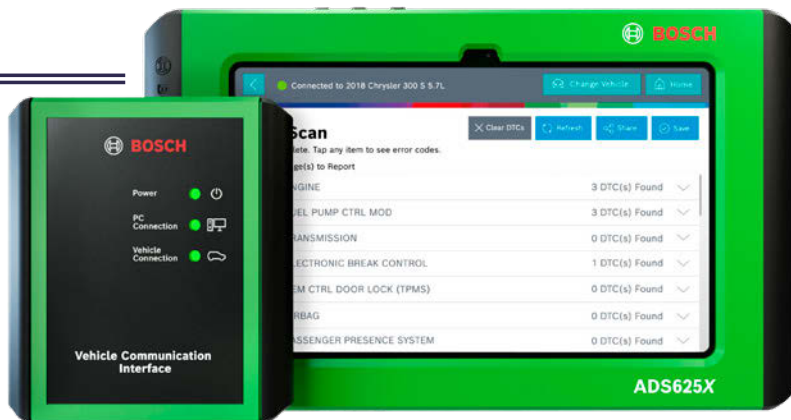 BOSCH
Connected to 2018 Chrysler 300 S 5.7L
Change Vehicle
Home
Scan
Clear DTCs
Refresh
Share
Save
lete. Tap any item to see error codes.
ge(s) to Report
NGINE 3 DTC(s) Found
UEL PUMP CTRL MOD 3 DTC(s) Found
RANSMISSION 0 DTC(s) Found
LECTRONIC BREAK CONTROL 1 DTC(s) Found
EM CTRL DOOR LOCK (TPMS) 0 DTC(s) Found
RBAG 0 DTC(s) Found
ASSENGER PRESENCE SYSTEM 0 DTC(s) Found
ADS625X
BOSCH
Power
PC
Connection
Vehicle
Connection
Vehicle Communication
Interface